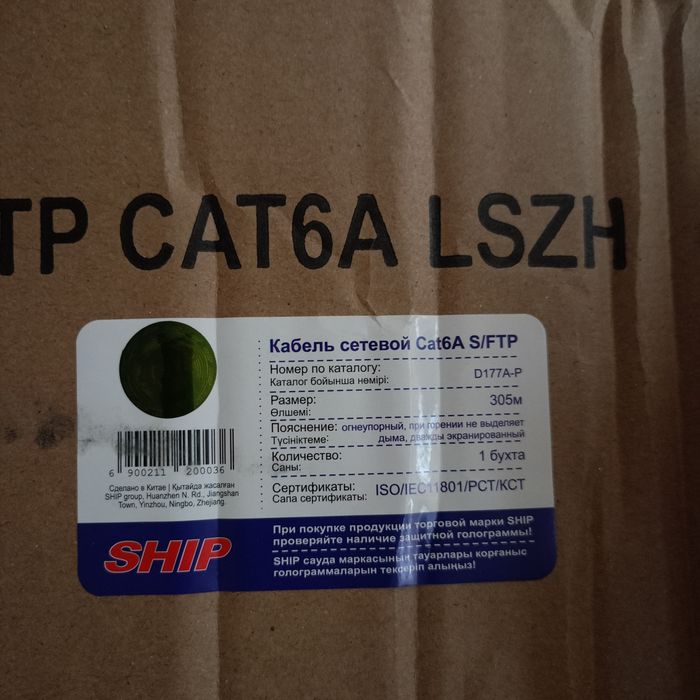 TP CAT6A LSZH
Кабель сетевой Cat6A S/FTP
Номер по каталогу:
Каталог бойынша нөмірі:
D177A-P
Размер:
Өлшемі:
305м
Пояснение:
Түсініктеме:
огнеупорный, при горении не выделяет
дыма, дважды экранированный
Количество:
Саны:
1 бухта
Сертификаты:
Сапа сертификаты:
ISO/IEC11801/РСТ/КСТ
6 900211 200036
Сделано в Китае | Қытайда жасалған
SHIP group, Huanzhen N. Rd., Jiangshan
Town, Yinzhou, Ningbo, Zhejiang.
SHIP
При покупке продукции торговой марки SHIP
проверяйте наличие защитной голограммы!
SHIP сауда маркасының тауарлары қорғаныс
голограммаларын тексеріп алыңыз!